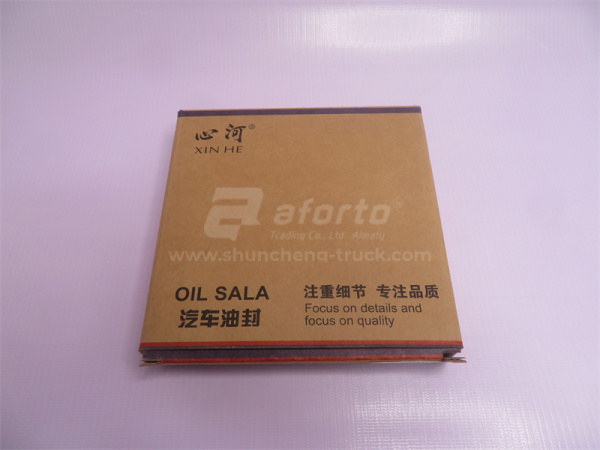 心河®
XIN HE
aforto
Trading Co., Ltd Almaty
www.shuncheng-truck.com
OIL SALA
汽车油封
注重细节 专注品质
Focus on details and
focus on quality